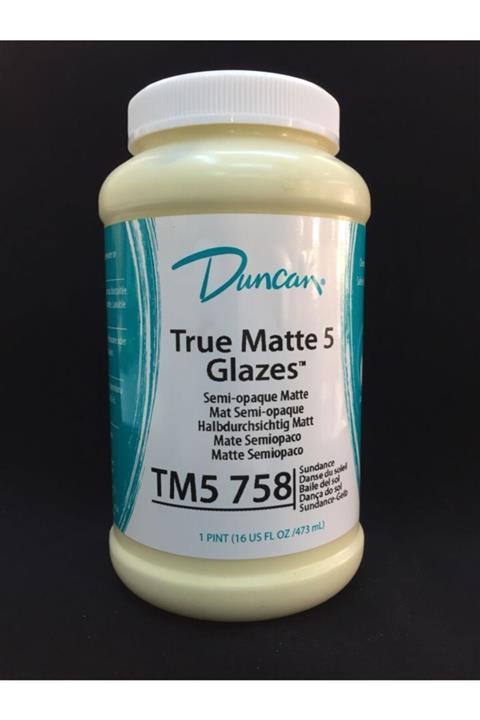 Duncan®
True Matte 5
Glazes™
Semi-opaque Matte
Mat Semi-opaque
Halbdurchsichtig Matt
Mate Semiopaco
Matte Semiopaco
TM5 758
Sundance
Danse du soleil
Baile del sol
Dança do sol
Sundance-Gelb
1 PINT (16 US FL OZ /473 mL)